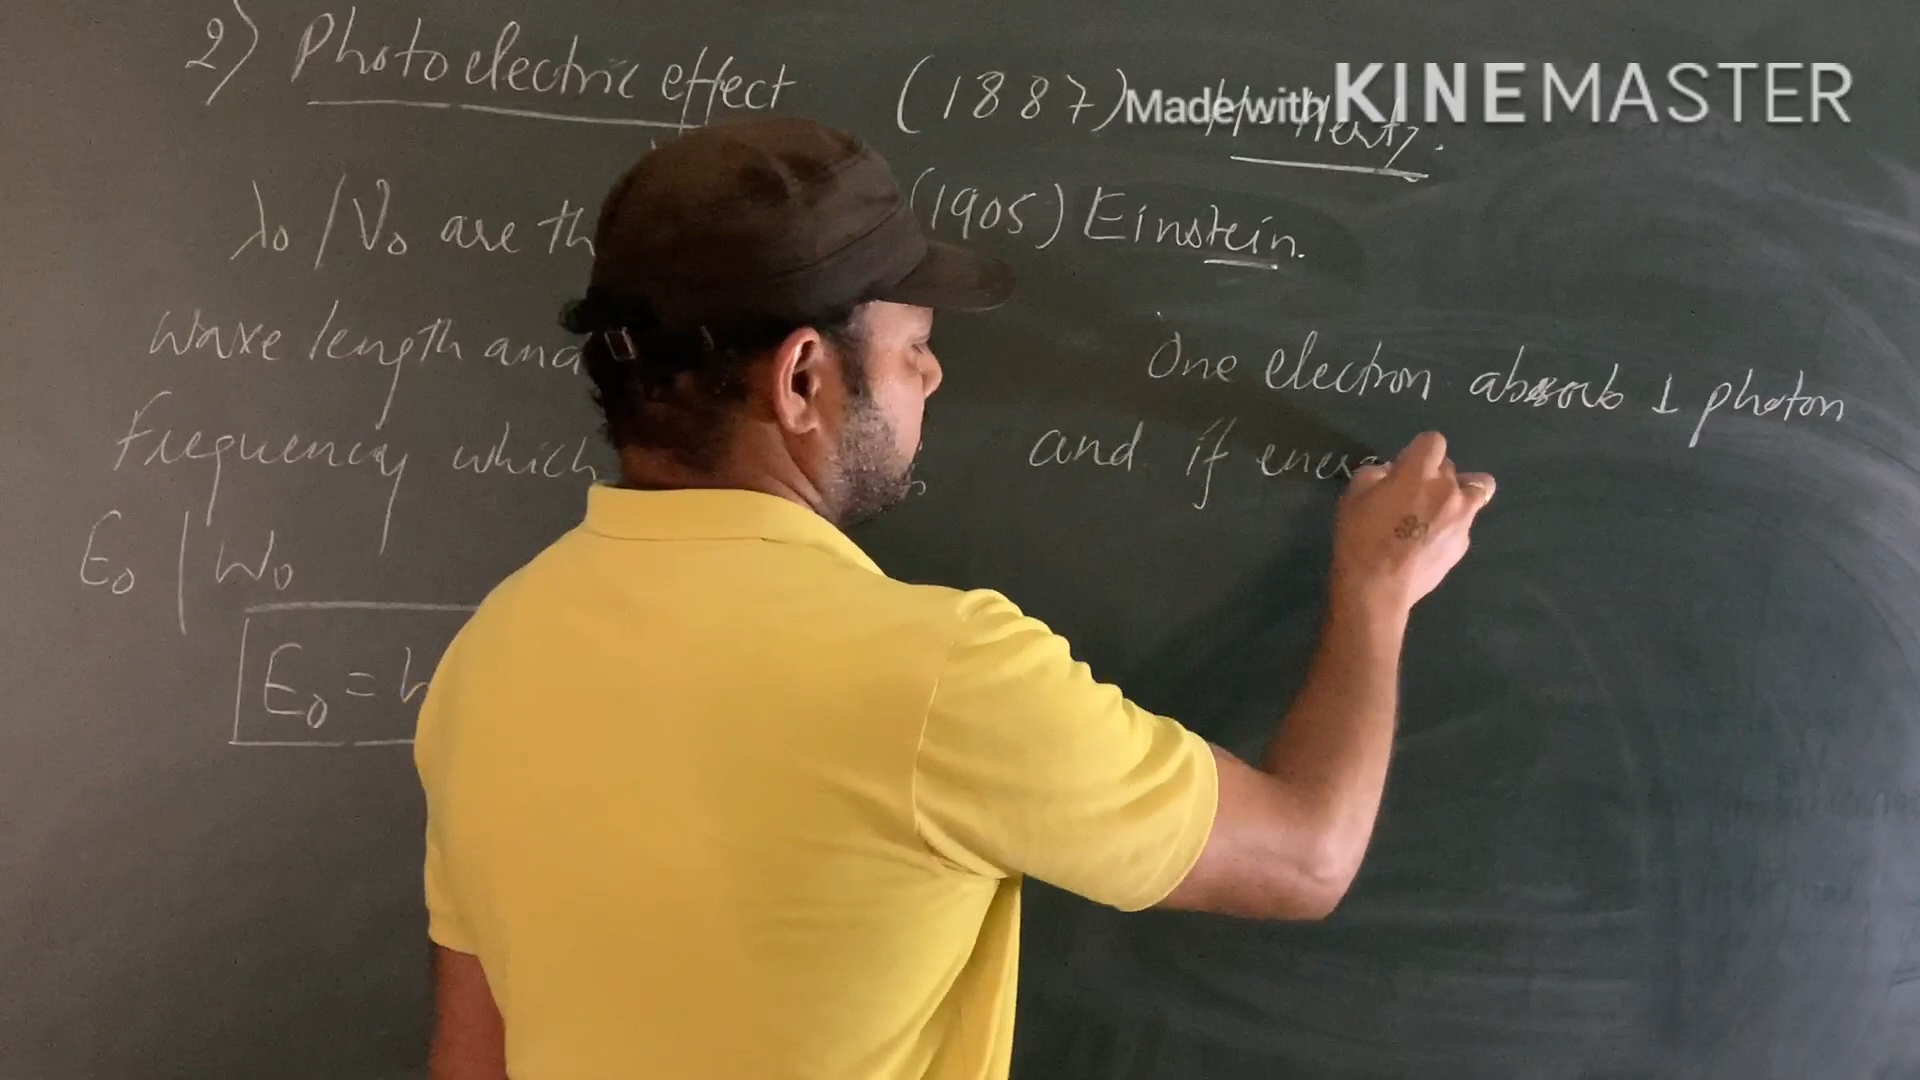 2) Photoelectric effect (1887) H. Hertz.
Made with KINEMASTER
λ₀ / ν₀ are th (1905) Einstein.
wave length and
frequency which
E₀ | W₀
E₀ = h
One electron absorb 1 photon
and if energ